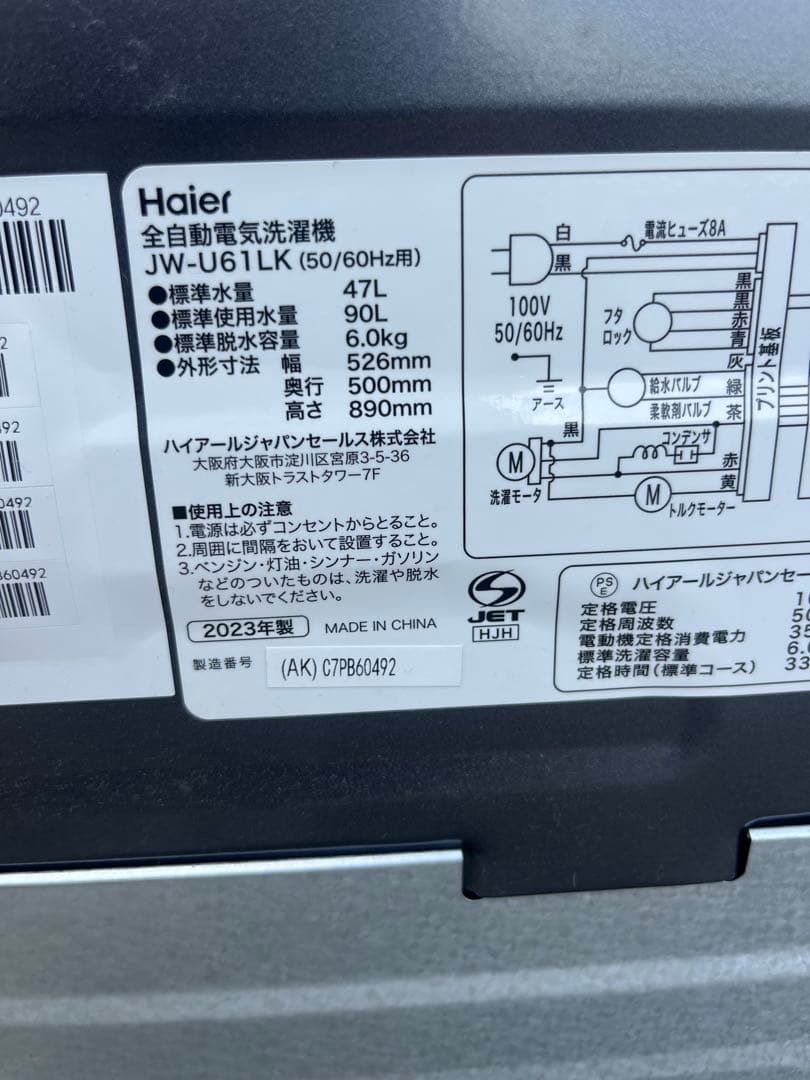 0492
2
92
0492
60492
Haier
全自動電気洗濯機
JW-U61LK (50/60Hz用)
●標準水量 47L
●標準使用水量 90L
●標準脱水容量 6.0kg
●外形寸法 幅 526mm
奥行 500mm
高さ 890mm
ハイアールジャパンセールス株式会社
大阪府大阪市淀川区宮原3-5-36
新大阪トラストタワー7F
■使用上の注意
1.電源は必ずコンセントからとること。
2.周囲に間隔をおいて設置すること。
3.ベンジン・灯油・シンナー・ガソリン
などのついたものは、洗濯や脱水
をしないでください。
2023年製 MADE IN CHINA
製造番号 (AK) C7PB60492
白
電流ヒューズ8A
黒
100V
50/60Hz
アース
フタ
ロック
黒
黒
赤
青
灰
給水バルブ
緑
柔軟剤バルブ
茶
プリント基板
黒
コンデンサ
M
洗濯モータ
赤
黄
M
トルクモーター
S
JET
HJH
PS
E
ハイアールジャパンセー
定格電圧 10
定格周波数 50
電動機定格消費電力 35
標準洗濯容量 6.0
定格時間(標準コース) 33